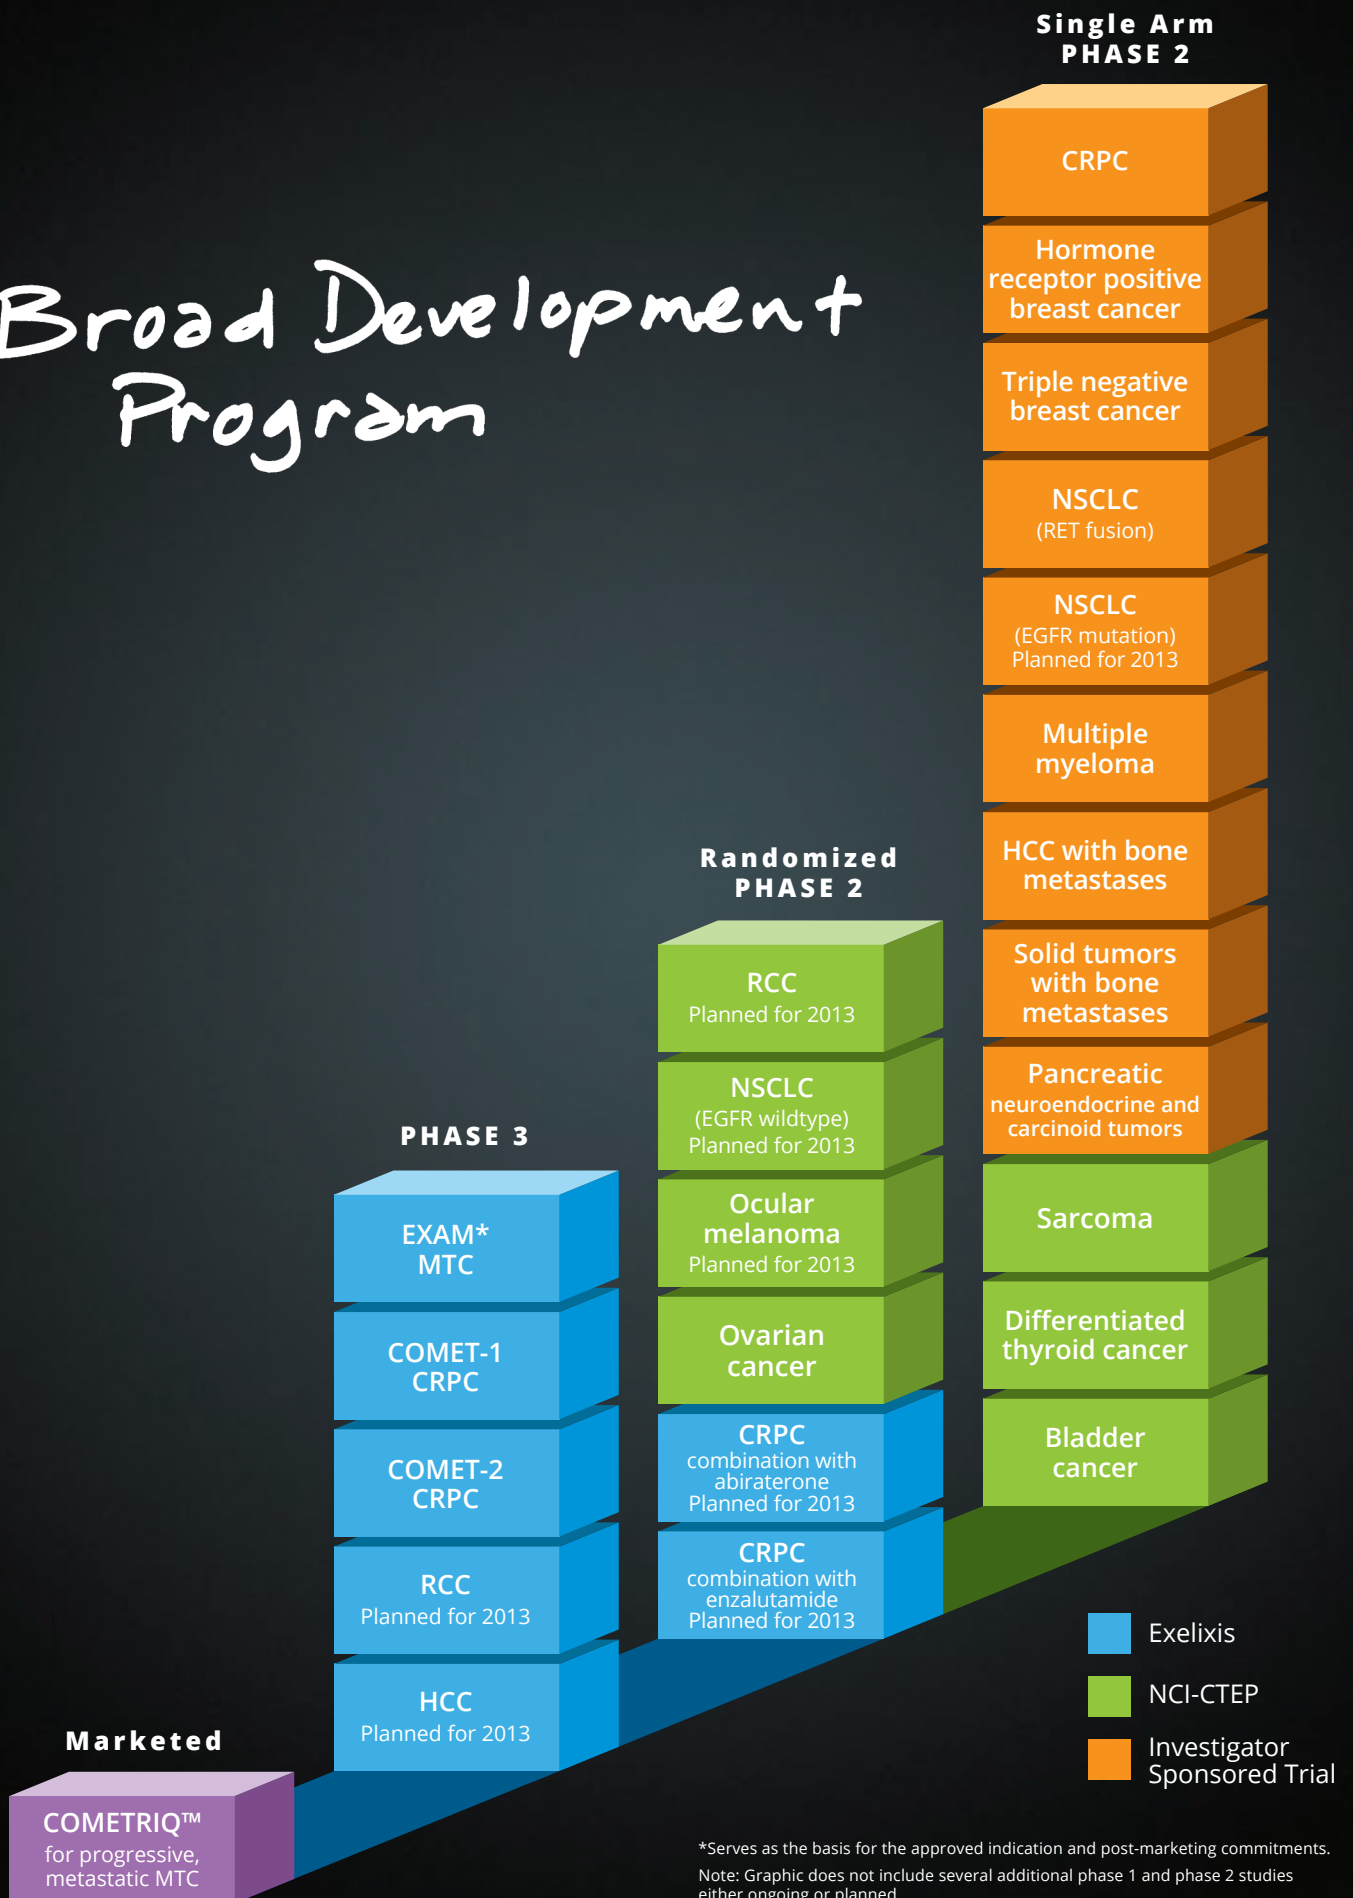 Single Arm
PHASE 2
CRPC
Hormone
receptor positive
breast cancer
Triple negative
breast cancer
NSCLC
(RET fusion)
NSCLC
(EGFR mutation)
Planned for 2013
Multiple
myeloma
HCC with bone
metastases
Solid tumors
with bone
metastases
Pancreatic
neuroendocrine and
carcinoid tumors
Sarcoma
Differentiated
thyroid cancer
Bladder
cancer
Broad Development
Program
Randomized
PHASE 2
RCC
Planned for 2013
NSCLC
(EGFR wildtype)
Planned for 2013
Ocular
melanoma
Planned for 2013
Ovarian
cancer
CRPC
combination with
abiraterone
Planned for 2013
CRPC
combination with
enzalutamide
Planned for 2013
PHASE 3
EXAM*
MTC
COMET-1
CRPC
COMET-2
CRPC
RCC
Planned for 2013
HCC
Planned for 2013
Marketed
COMETRIQ™
for progressive,
metastatic MTC
Exelixis
NCI-CTEP
Investigator
Sponsored Trial
*Serves as the basis for the approved indication and post-marketing commitments.
Note: Graphic does not include several additional phase 1 and phase 2 studies
either ongoing or planned